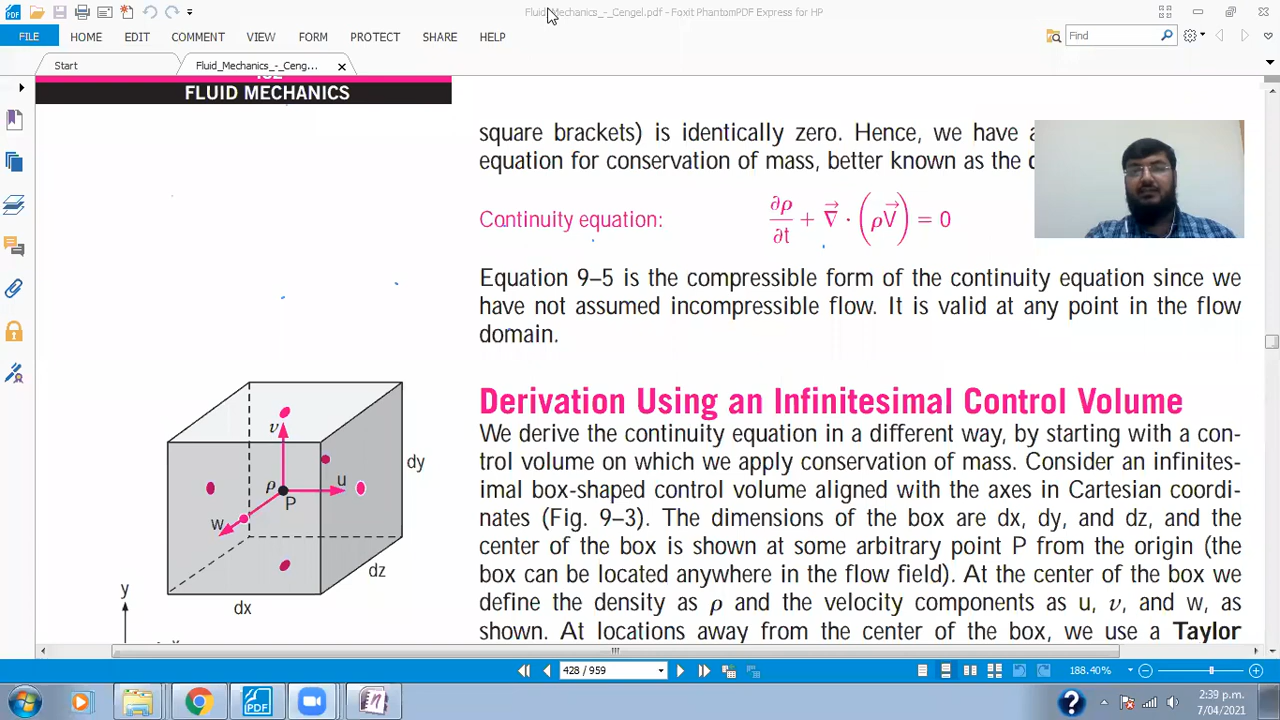 Fluid_Mechanics_-_Cengel.pdf - Foxit PhantomPDF Express for HP
FILE HOME EDIT COMMENT VIEW FORM PROTECT SHARE HELP
Find
Start
Fluid_Mechanics_-_Ceng...
FLUID MECHANICS
square brackets) is identically zero. Hence, we have
equation for conservation of mass, better known as the
Continuity equation: ∂ρ/∂t + ∇⃗ · (ρV⃗) = 0
Equation 9–5 is the compressible form of the continuity equation since we
have not assumed incompressible flow. It is valid at any point in the flow
domain.
Derivation Using an Infinitesimal Control Volume
We derive the continuity equation in a different way, by starting with a con-
trol volume on which we apply conservation of mass. Consider an infinites-
imal box-shaped control volume aligned with the axes in Cartesian coordi-
nates (Fig. 9–3). The dimensions of the box are dx, dy, and dz, and the
center of the box is shown at some arbitrary point P from the origin (the
box can be located anywhere in the flow field). At the center of the box we
define the density as ρ and the velocity components as u, v, and w, as
shown. At locations away from the center of the box, we use a Taylor
v
dy
ρ
u
P
w
dz
y
dx
428 / 959
188.40%
PDF
2:39 p.m.
7/04/2021